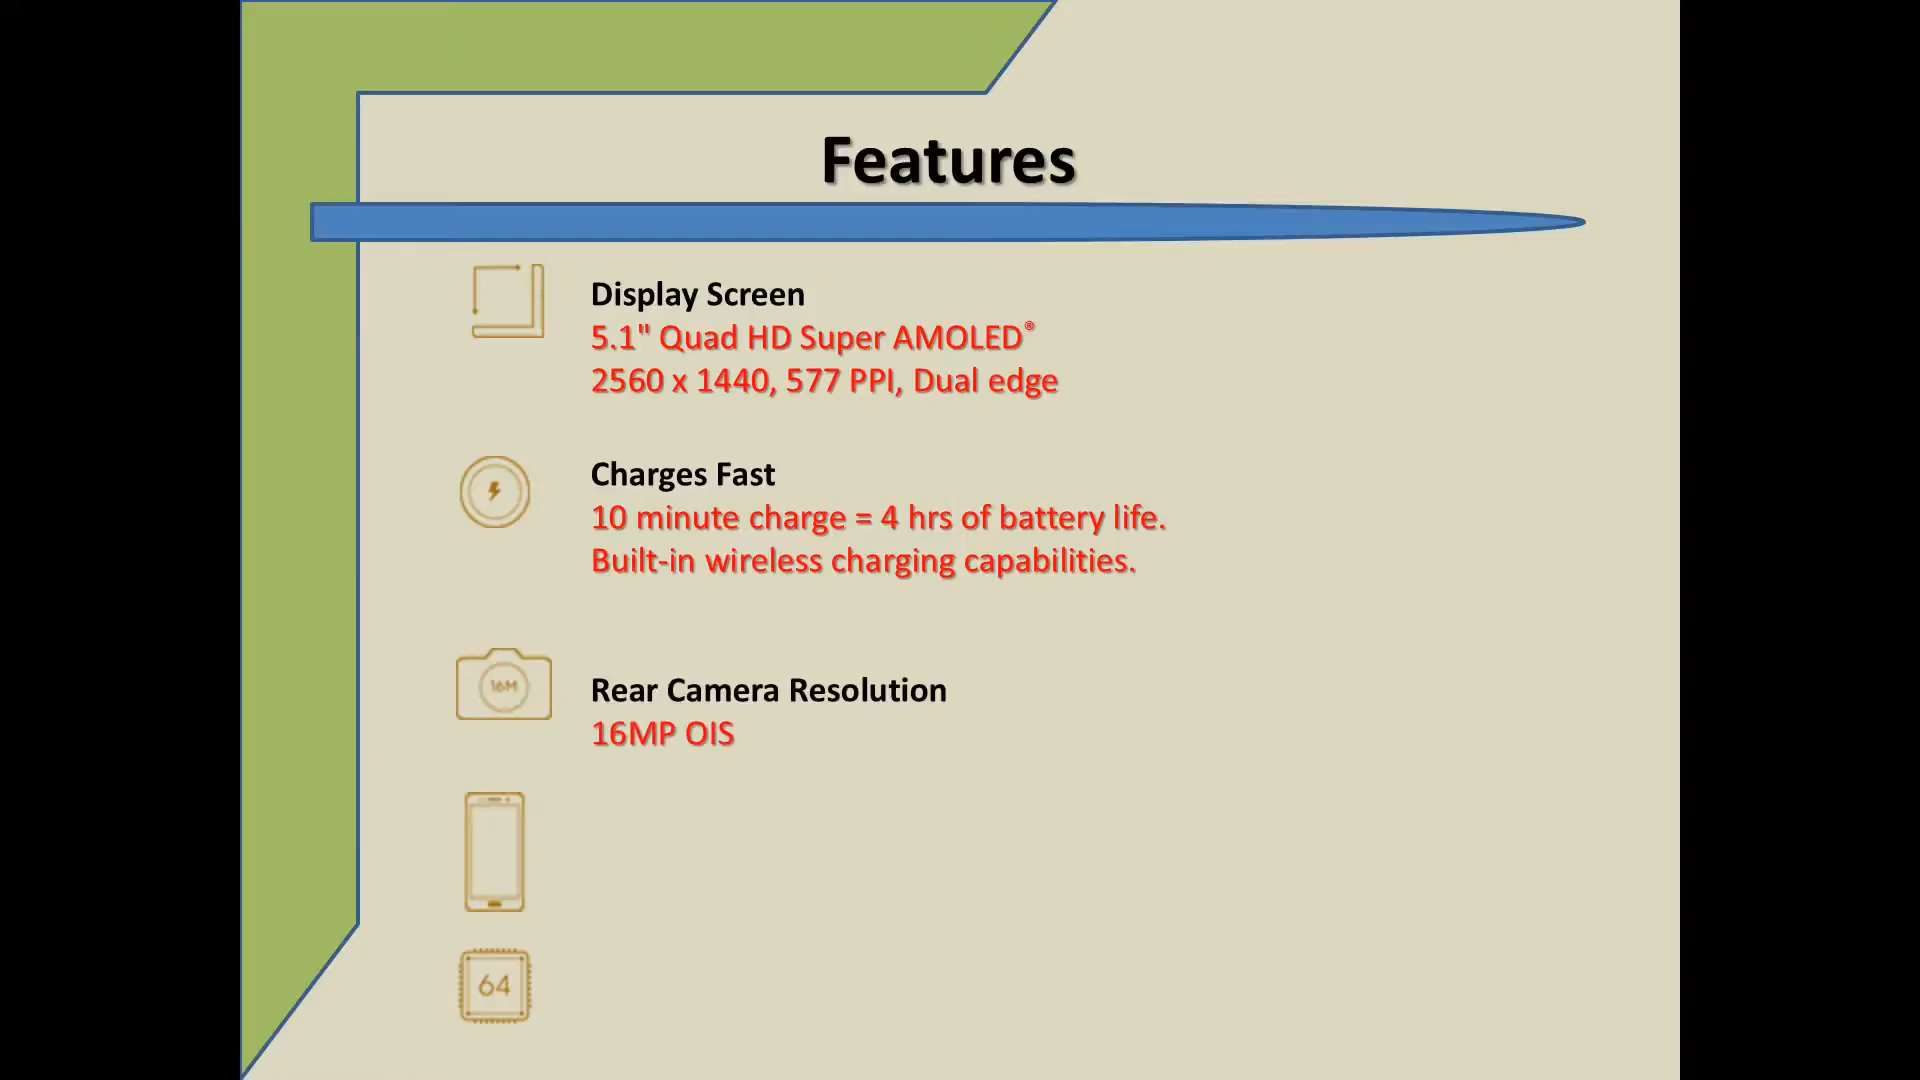 Features
Display Screen
5.1" Quad HD Super AMOLED®
2560 x 1440, 577 PPI, Dual edge
Charges Fast
10 minute charge = 4 hrs of battery life.
Built-in wireless charging capabilities.
16M
Rear Camera Resolution
16MP OIS
64